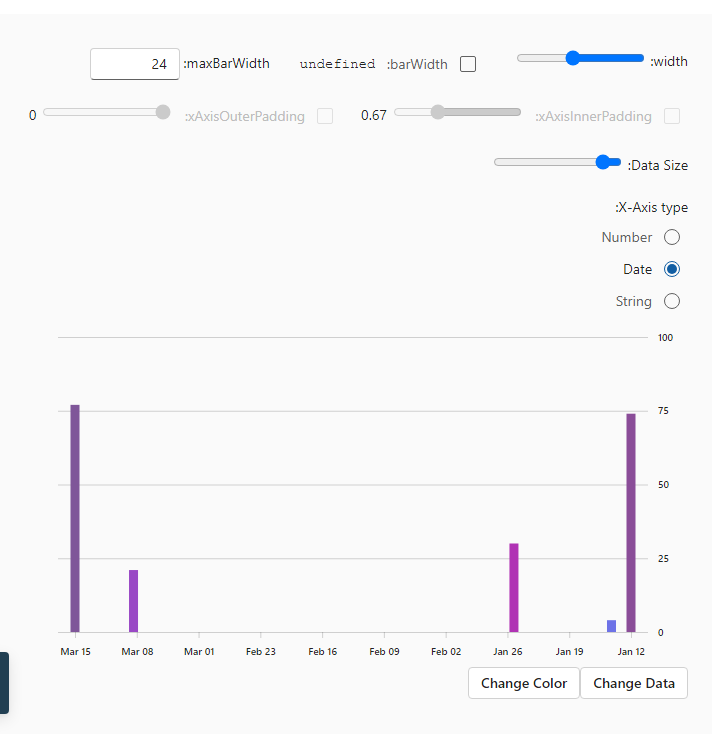 width:
barWidth: undefined
maxBarWidth: 24
xAxisInnerPadding: 0.67
xAxisOuterPadding: 0
Data Size:
X-Axis type:
Number
Date
String
100
75
50
25
0
Mar 15 Mar 08 Mar 01 Feb 23 Feb 16 Feb 09 Feb 02 Jan 26 Jan 19 Jan 12
Change Color Change Data